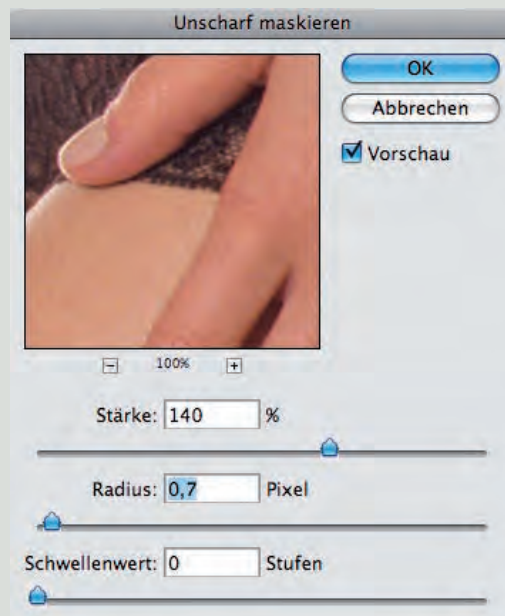 Unscharf maskieren
OK
Abbrechen
Vorschau
100%
Stärke: 140 %
Radius: 0,7 Pixel
Schwellenwert: 0 Stufen